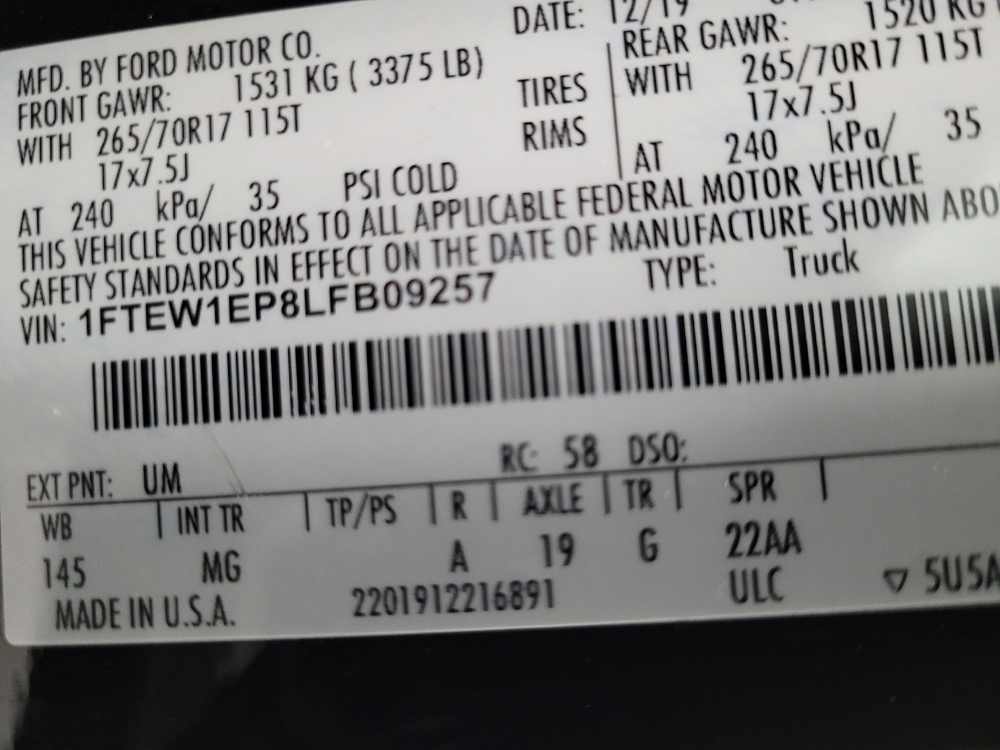 DATE: 12/19
MFD. BY FORD MOTOR CO.
FRONT GAWR: 1531 KG ( 3375 LB) REAR GAWR: 1520 KG
WITH 265/70R17 115T TIRES WITH 265/70R17 115T
17x7.5J RIMS 17x7.5J
AT 240 kPa/ 35 PSI COLD AT 240 kPa/ 35
THIS VEHICLE CONFORMS TO ALL APPLICABLE FEDERAL MOTOR VEHICLE
SAFETY STANDARDS IN EFFECT ON THE DATE OF MANUFACTURE SHOWN ABO
VIN: 1FTEW1EP8LFB09257 TYPE: Truck
EXT PNT: UM RC: 58 DSO:
WB INT TR TP/PS R AXLE TR SPR
145 MG A 19 G 22AA
MADE IN U.S.A. 2201912216891 ULC ▽ 5U5A